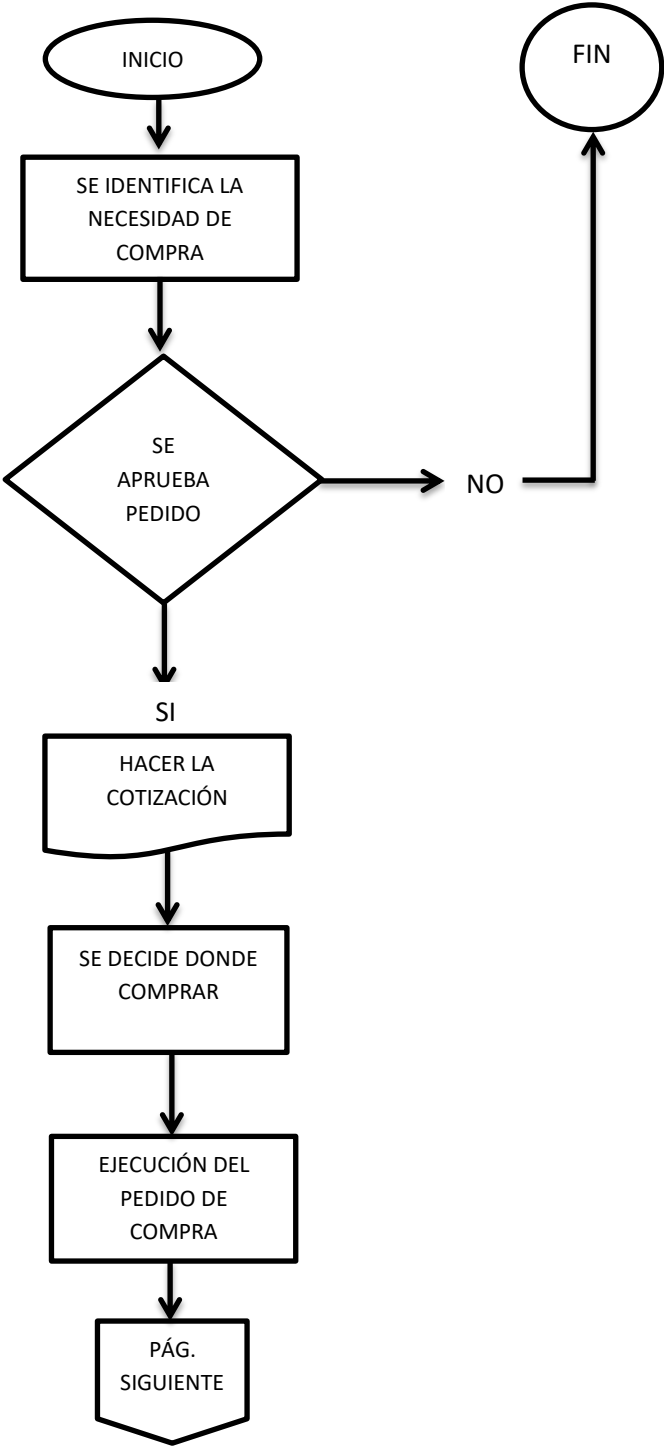 INICIO
FIN
SE IDENTIFICA LA
NECESIDAD DE
COMPRA
SE
APRUEBA
PEDIDO
NO
SI
HACER LA
COTIZACIÓN
SE DECIDE DONDE
COMPRAR
EJECUCIÓN DEL
PEDIDO DE
COMPRA
PÁG.
SIGUIENTE